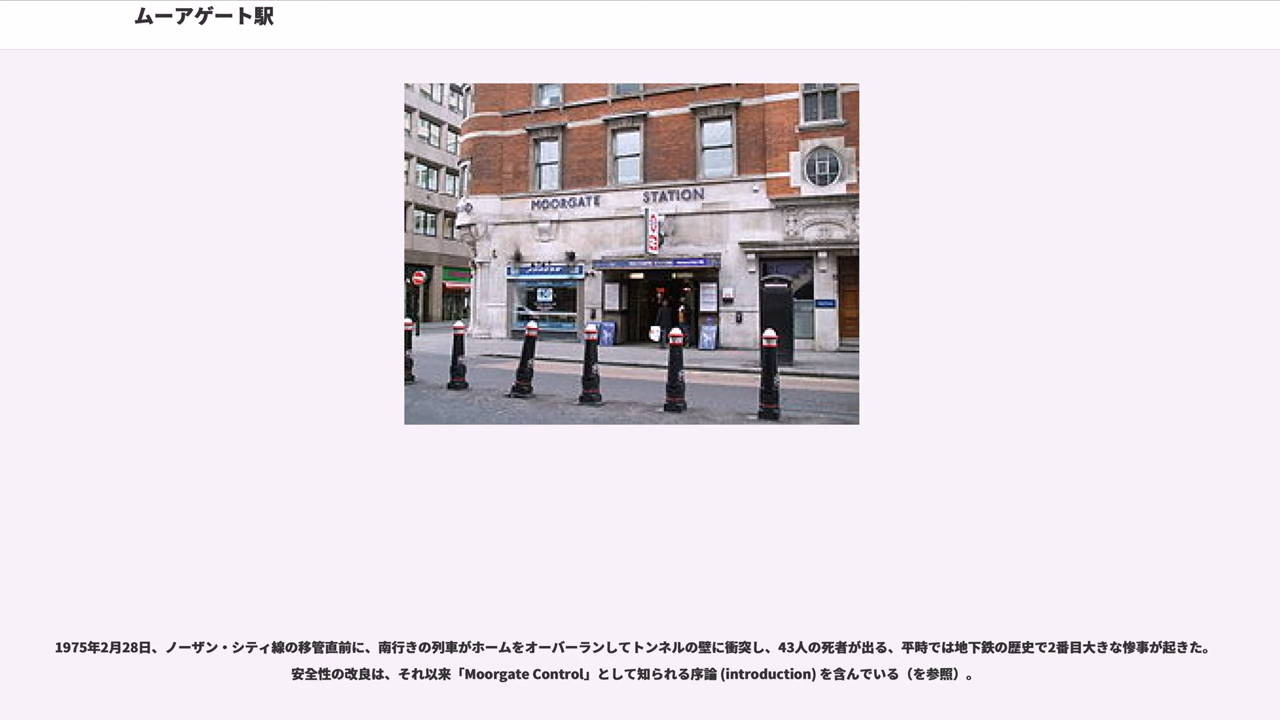 ムーアゲート駅
MOORGATE STATION
1975年2月28日、ノーザン・シティ線の移管直前に、南行きの列車がホームをオーバーランしてトンネルの壁に衝突し、43人の死者が出る、平時では地下鉄の歴史で2番目大きな惨事が起きた。
安全性の改良は、それ以来「Moorgate Control」として知られる序論 (introduction) を含んでいる（を参照）。